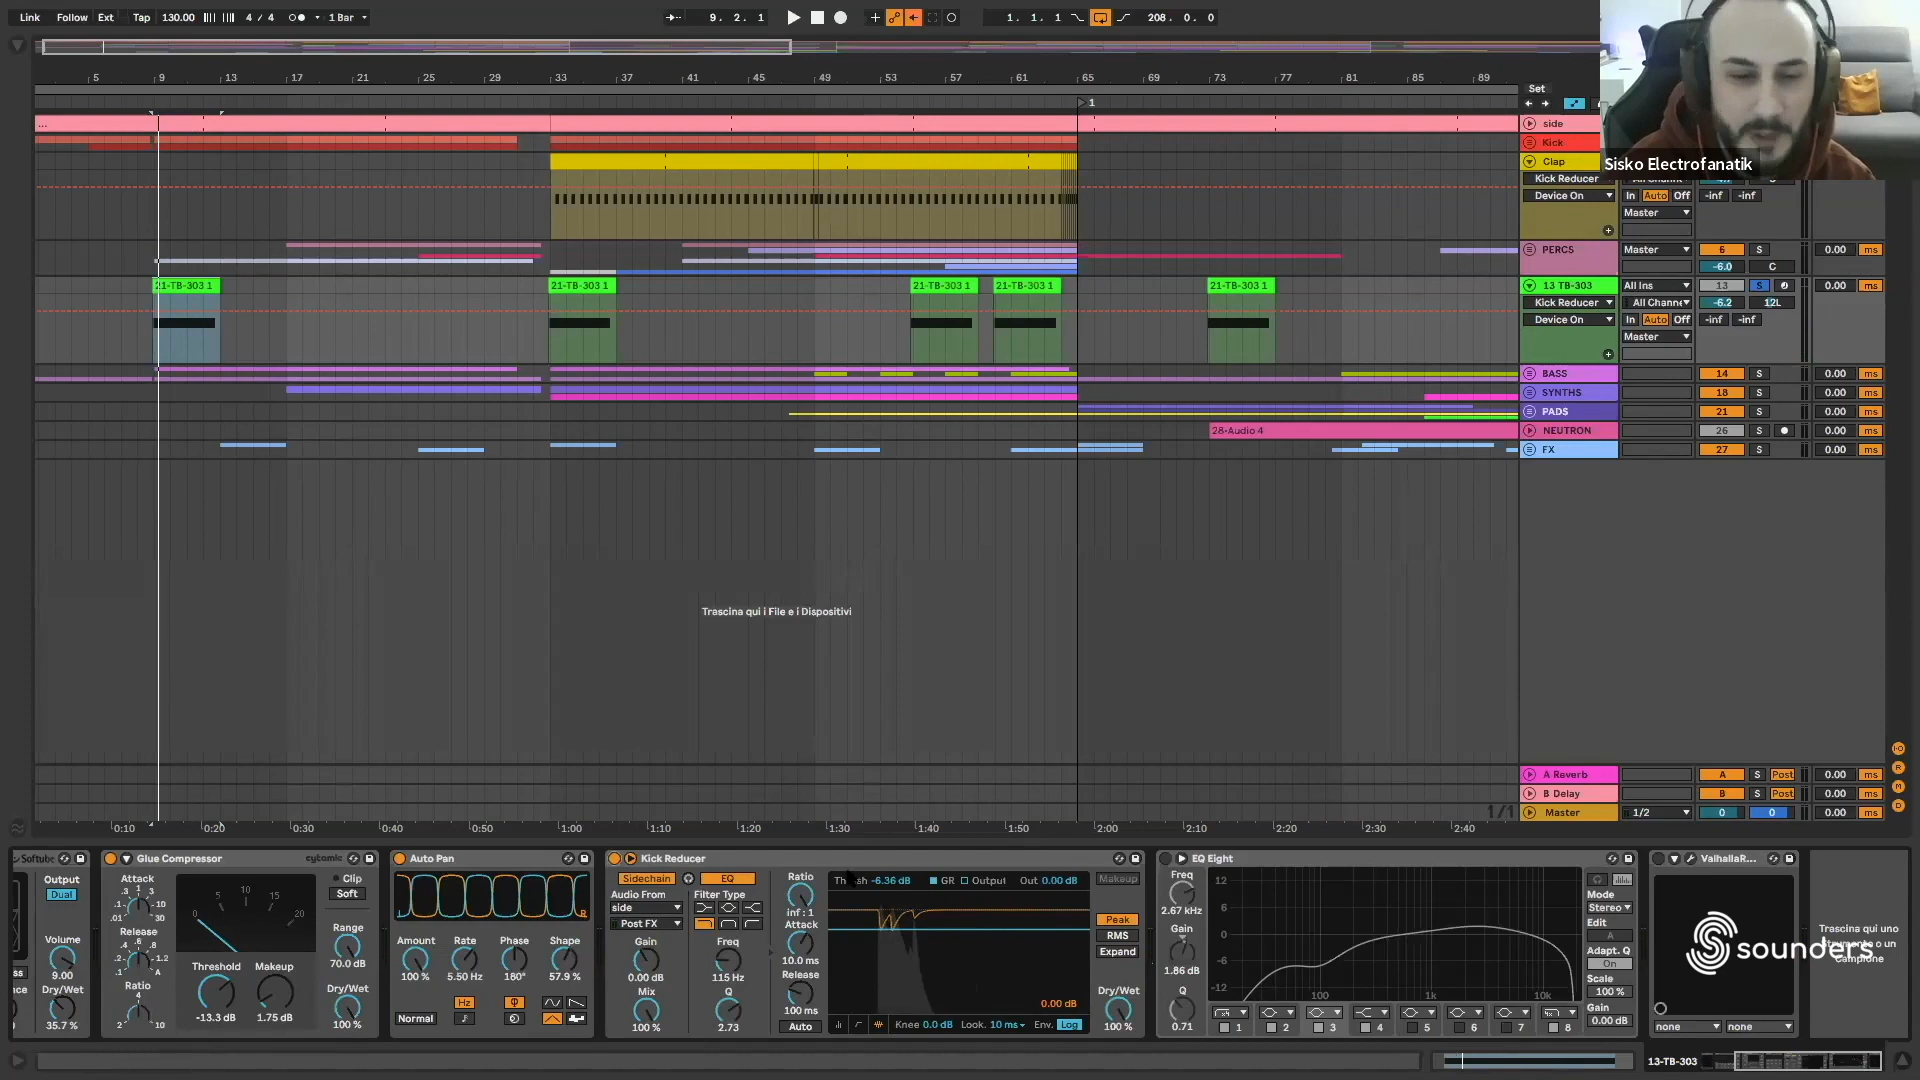 Link Follow Ext Tap 130.00 4 / 4 1 Bar 9. 2. 1 1. 1. 1 208. 0. 0
5 9 13 17 21 25 29 33 37 41 45 49 53 57 61 65 69 73 77 81 85 89
Set
1
... side
Kick
Clap
Sisko Electrofanatik
Kick Reducer
Device On In Auto Off -inf -inf
Master
PERCS Master 6 S 0.00 ms
-6.0 C
21-TB-303 1 21-TB-303 1 21-TB-303 1 21-TB-303 1 21-TB-303 1 13 TB-303 All Ins 13 S 0.00 ms
Kick Reducer All Channe -6.2 12L
Device On In Auto Off -inf -inf
Master
BASS 14 S 0.00 ms
SYNTHS 18 S 0.00 ms
PADS 21 S 0.00 ms
28-Audio 4 NEUTRON 26 0.00 ms
FX 27 S 0.00 ms
Trascina qui i File e i Dispositivi
A Reverb A S Post 0.00 ms
B Delay B S Post 0.00 ms
1/1 Master 1/2 0 0 0.00 ms
0:10 0:20 0:30 0:40 0:50 1:00 1:10 1:20 1:30 1:40 1:50 2:00 2:10 2:20 2:30 2:40
Softube
Output
Dual
Volume
9.00
Dry/Wet
35.7 %
Glue Compressor cytomic
Attack
.3 1 3
.1 10
.01 30
Release
.4 .6 .8
.2 1.2
.1 A
Ratio
4
2 10
0 5 10 15 20
Threshold Makeup
-13.3 dB 1.75 dB
Clip
Soft
Range
70.0 dB
Dry/Wet
100 %
Auto Pan
L R
Amount Rate Phase Shape
100 % 5.50 Hz 180° 57.9 %
Hz
Normal
Kick Reducer
Sidechain EQ
Audio From Filter Type
side
Post FX
Gain Freq
0.00 dB 115 Hz
Mix Q
100 % 2.73
Ratio
inf : 1
Attack
10.0 ms
Release
100 ms
Auto
-6.36 dB GR Output Out 0.00 dB
0.00 dB
Knee 0.0 dB Look. 10 ms Env. Log
Makeup
Peak
RMS
Expand
Dry/Wet
100 %
EQ Eight
Freq
2.67 kHz
Gain
1.86 dB
Q
0.71
12
6
0
-6
-12
100 1k 10k
1 2 3 4 5 6 7 8
Mode
Stereo
Edit
A
Adapt. Q
On
Scale
100 %
Gain
0.00 dB
ValhallaR...
none none
sounders
Trascina qui uno
Strumento o un
Campione
13-TB-303